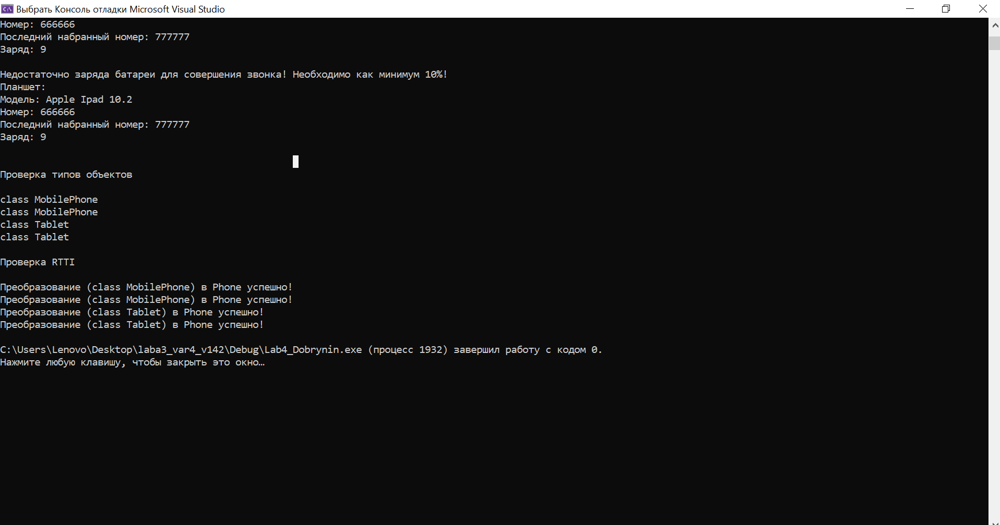 Выбрать Консоль отладки Microsoft Visual Studio
Номер: 666666
Последний набранный номер: 777777
Заряд: 9
Недостаточно заряда батареи для совершения звонка! Необходимо как минимум 10%!
Планшет:
Модель: Apple Ipad 10.2
Номер: 666666
Последний набранный номер: 777777
Заряд: 9
Проверка типов объектов
class MobilePhone
class MobilePhone
class Tablet
class Tablet
Проверка RTTI
Преобразование (class MobilePhone) в Phone успешно!
Преобразование (class MobilePhone) в Phone успешно!
Преобразование (class Tablet) в Phone успешно!
Преобразование (class Tablet) в Phone успешно!
C:\Users\Lenovo\Desktop\laba3_var4_v142\Debug\Lab4_Dobrynin.exe (процесс 1932) завершил работу с кодом 0.
Нажмите любую клавишу, чтобы закрыть это окно…